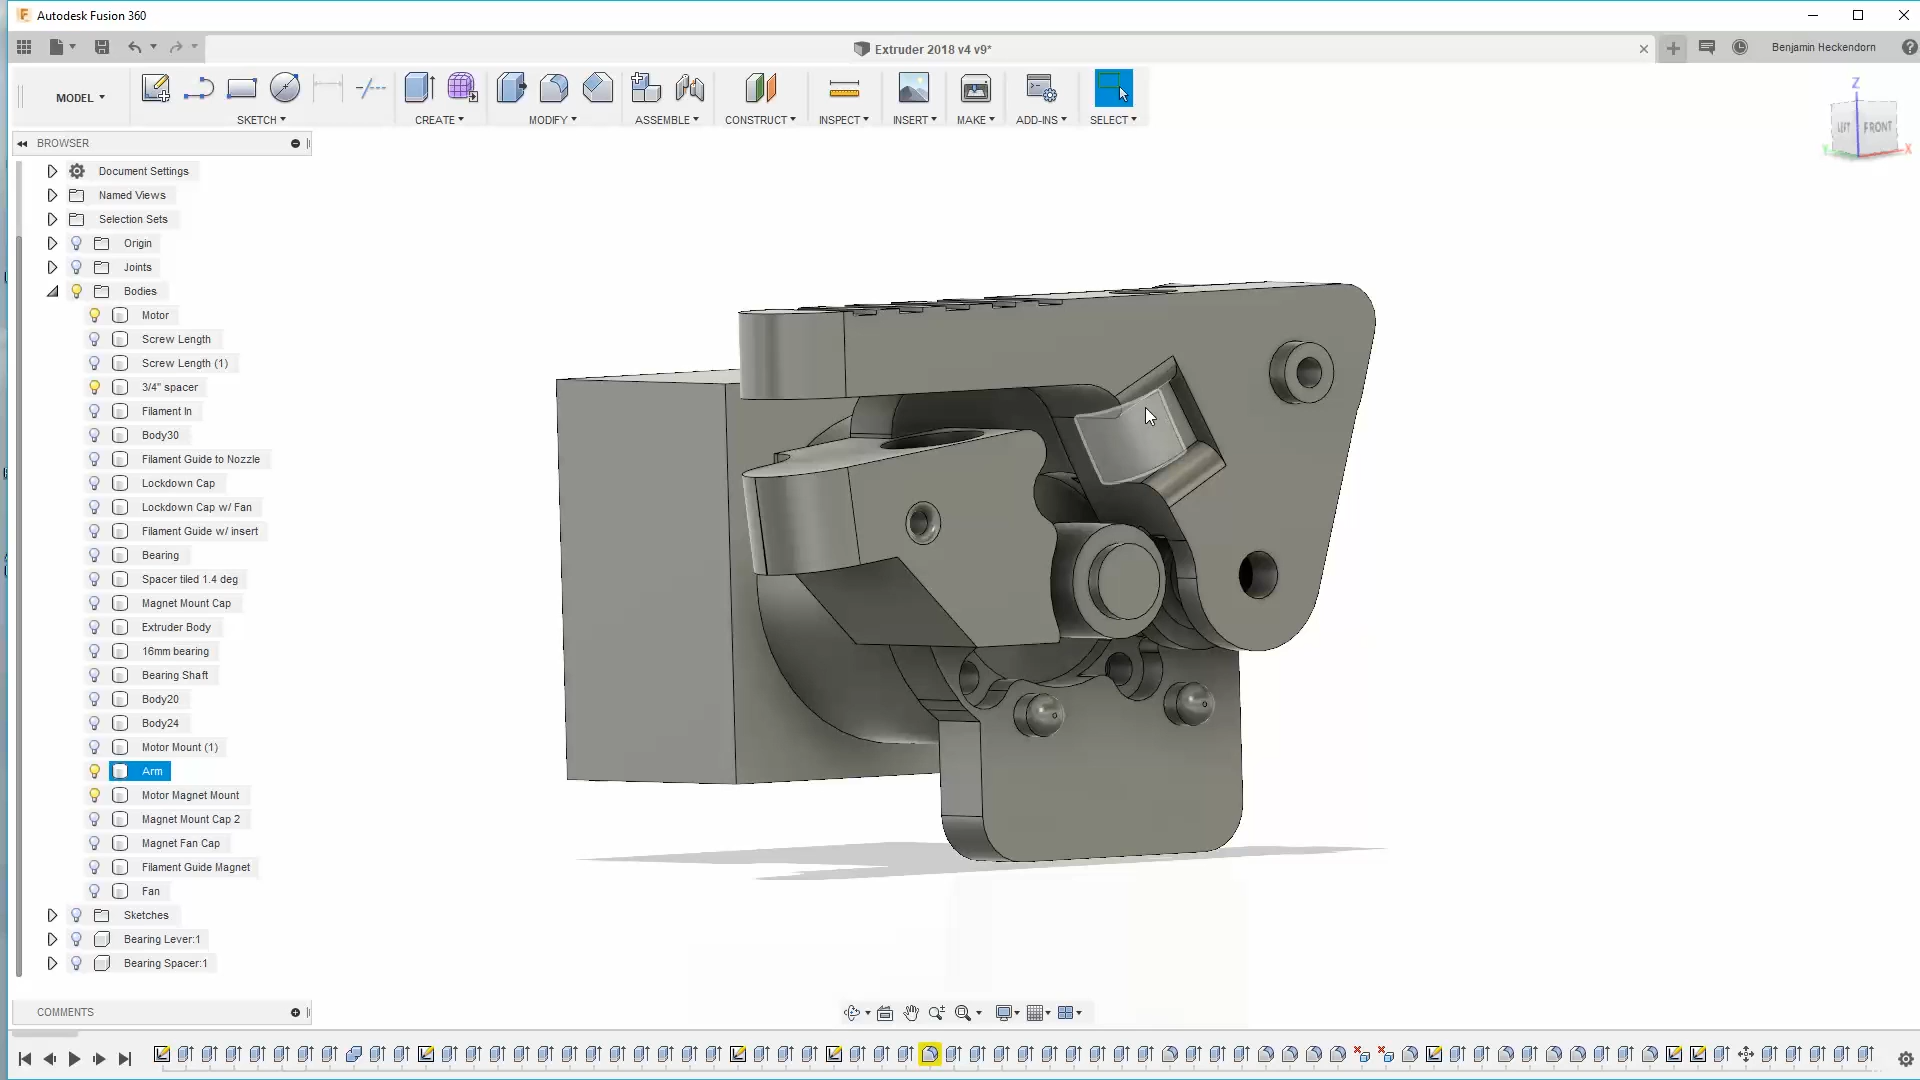 Autodesk Fusion 360
Extruder 2018 v4 v9*
Benjamin Heckendorn
MODEL
SKETCH
CREATE
MODIFY
ASSEMBLE
CONSTRUCT
INSPECT
INSERT
MAKE
ADD-INS
SELECT
Z
LEFT
FRONT
Y
X
BROWSER
Document Settings
Named Views
Selection Sets
Origin
Joints
Bodies
Motor
Screw Length
Screw Length (1)
3/4" spacer
Filament In
Body30
Filament Guide to Nozzle
Lockdown Cap
Lockdown Cap w/ Fan
Filament Guide w/ insert
Bearing
Spacer tiled 1.4 deg
Magnet Mount Cap
Extruder Body
16mm bearing
Bearing Shaft
Body20
Body24
Motor Mount (1)
Arm
Motor Magnet Mount
Magnet Mount Cap 2
Magnet Fan Cap
Filament Guide Magnet
Fan
Sketches
Bearing Lever:1
Bearing Spacer:1
COMMENTS